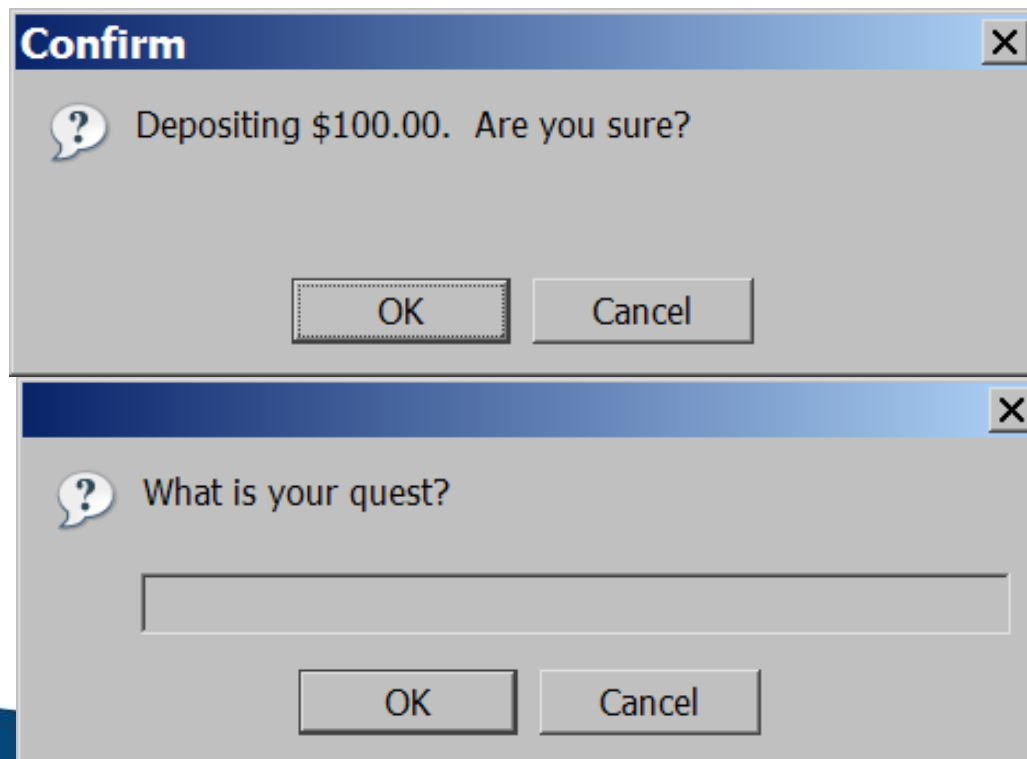 Confirm
? Depositing $100.00.  Are you sure?
OK Cancel
? What is your quest?
OK Cancel